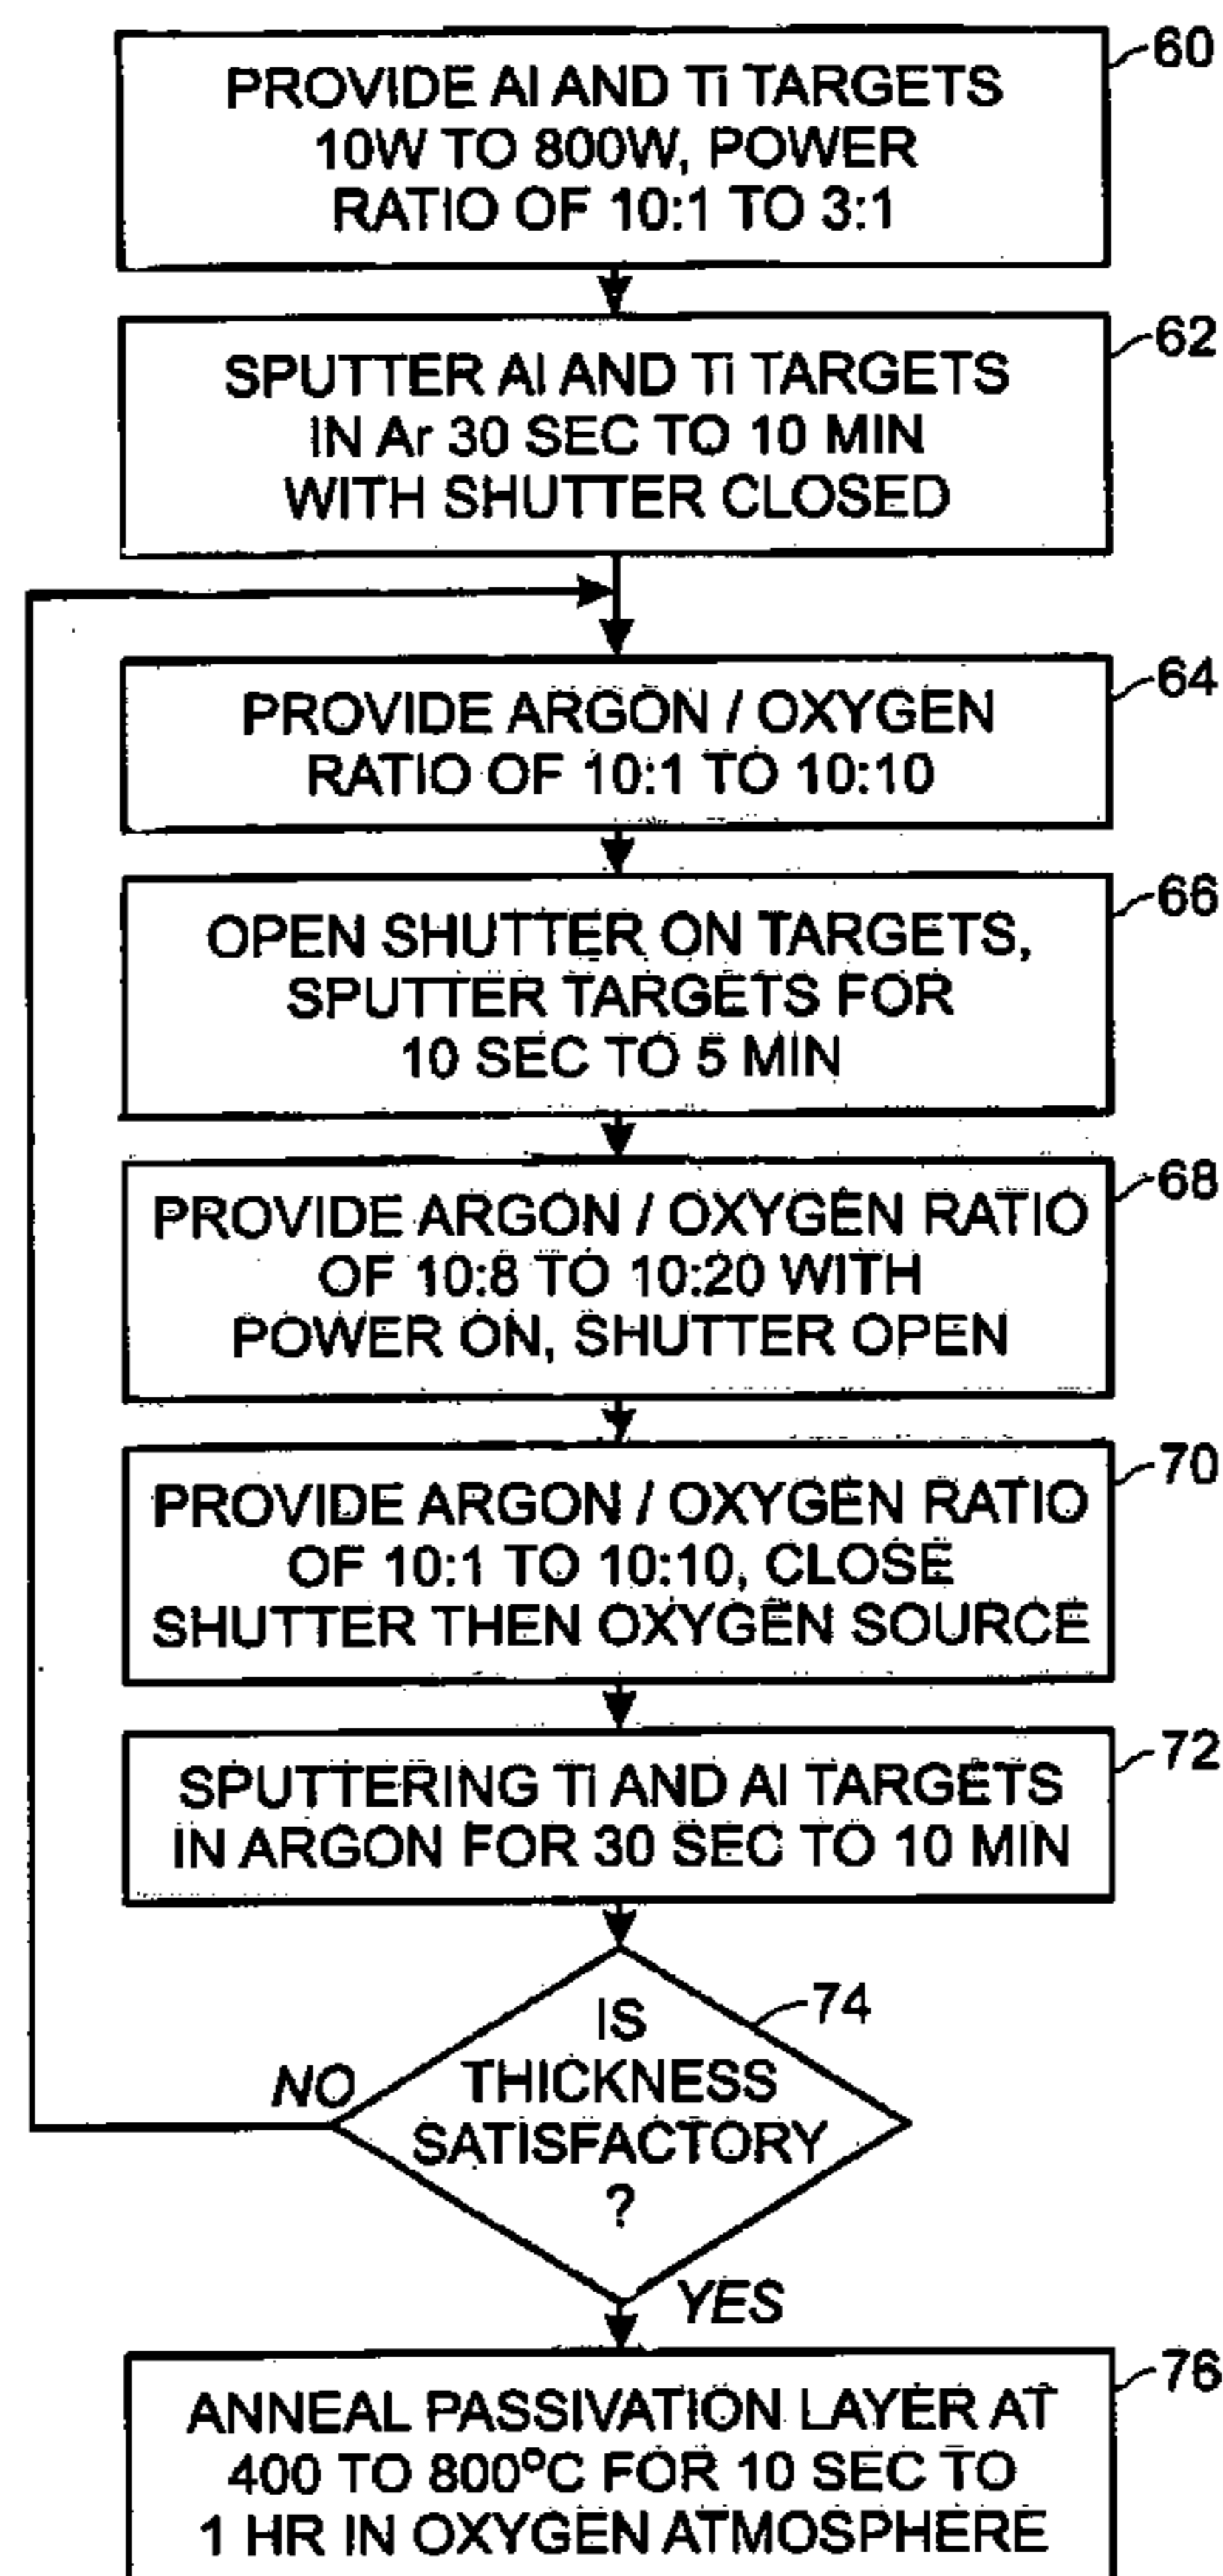 PROVIDE Al AND Ti TARGETS
10W TO 800W, POWER
RATIO OF 10:1 TO 3:1
60
SPUTTER Al AND Ti TARGETS
IN Ar 30 SEC TO 10 MIN
WITH SHUTTER CLOSED
62
PROVIDE ARGON / OXYGEN
RATIO OF 10:1 TO 10:10
64
OPEN SHUTTER ON TARGETS,
SPUTTER TARGETS FOR
10 SEC TO 5 MIN
66
PROVIDE ARGON / OXYGEN RATIO
OF 10:8 TO 10:20 WITH
POWER ON, SHUTTER OPEN
68
PROVIDE ARGON / OXYGEN RATIO
OF 10:1 TO 10:10, CLOSE
SHUTTER THEN OXYGEN SOURCE
70
SPUTTERING Ti AND Al TARGETS
IN ARGON FOR 30 SEC TO 10 MIN
72
IS
THICKNESS
SATISFACTORY
?
74
NO
YES
ANNEAL PASSIVATION LAYER AT
400 TO 800°C FOR 10 SEC TO
1 HR IN OXYGEN ATMOSPHERE
76